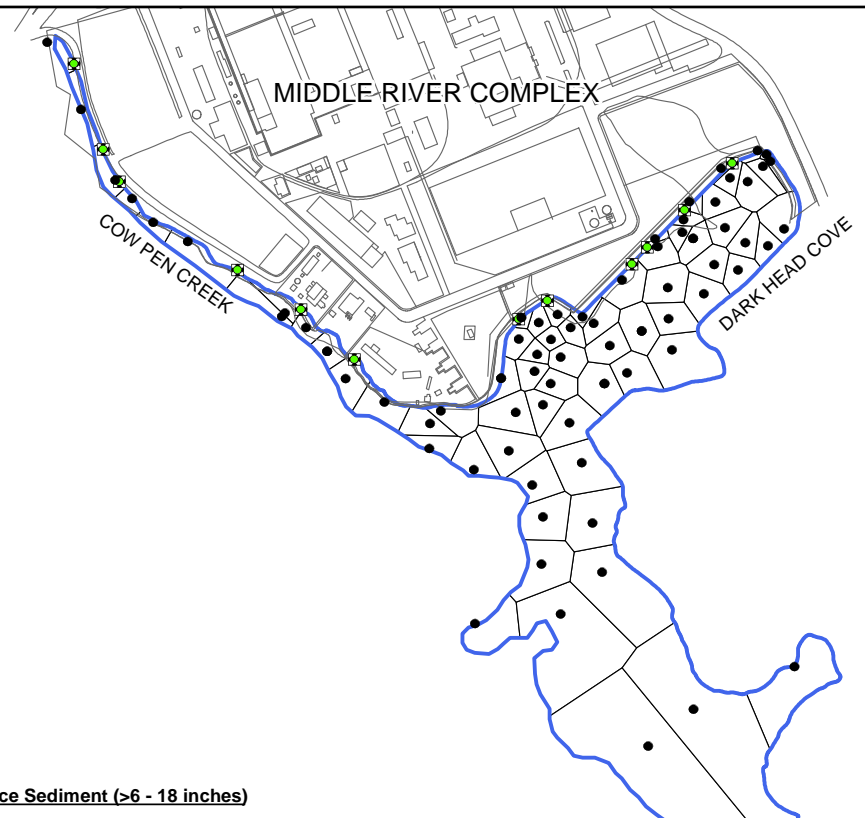 MIDDLE RIVER COMPLEX
COW PEN CREEK
DARK HEAD COVE
ce Sediment (>6 - 18 inches)